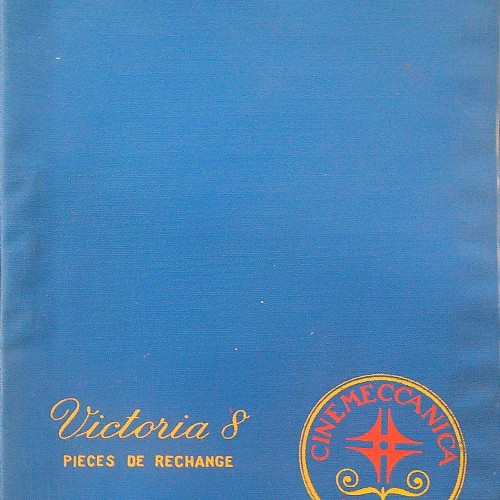 Victoria 8
PIECES DE RECHANGE
CINEMECCANICA